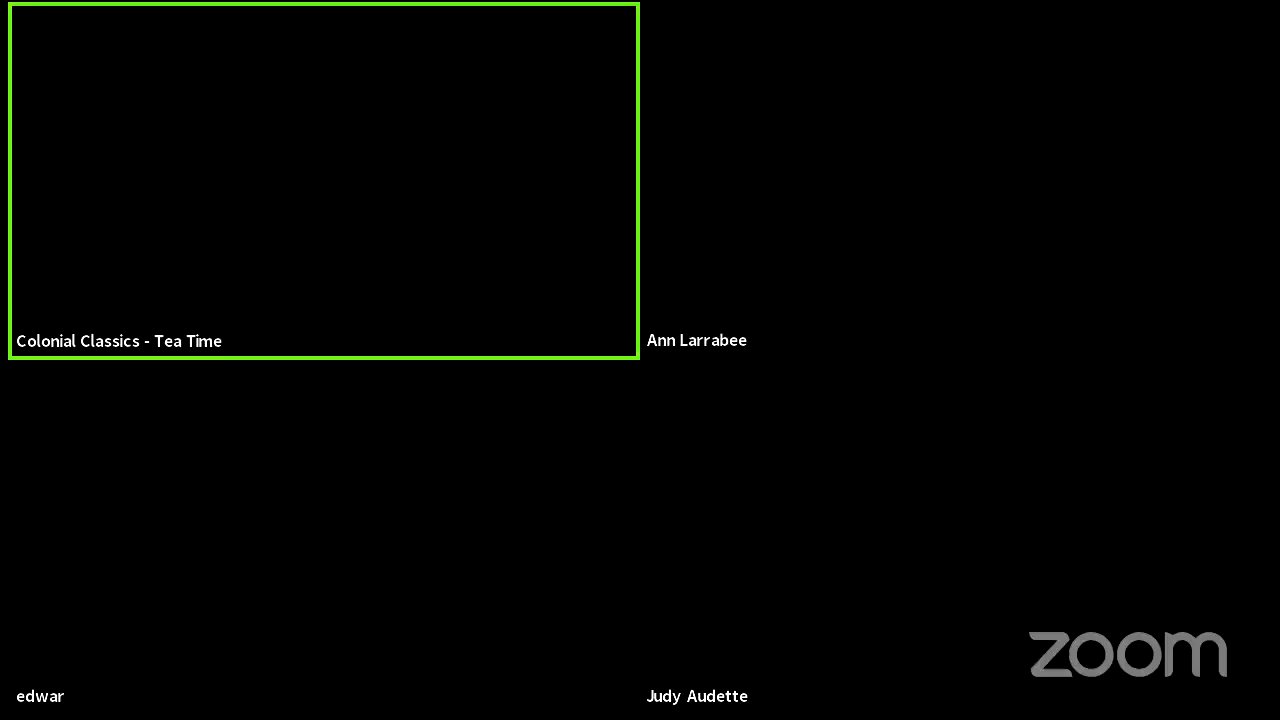 Colonial Classics - Tea Time
Ann Larrabee
zoom
edwar
Judy Audette